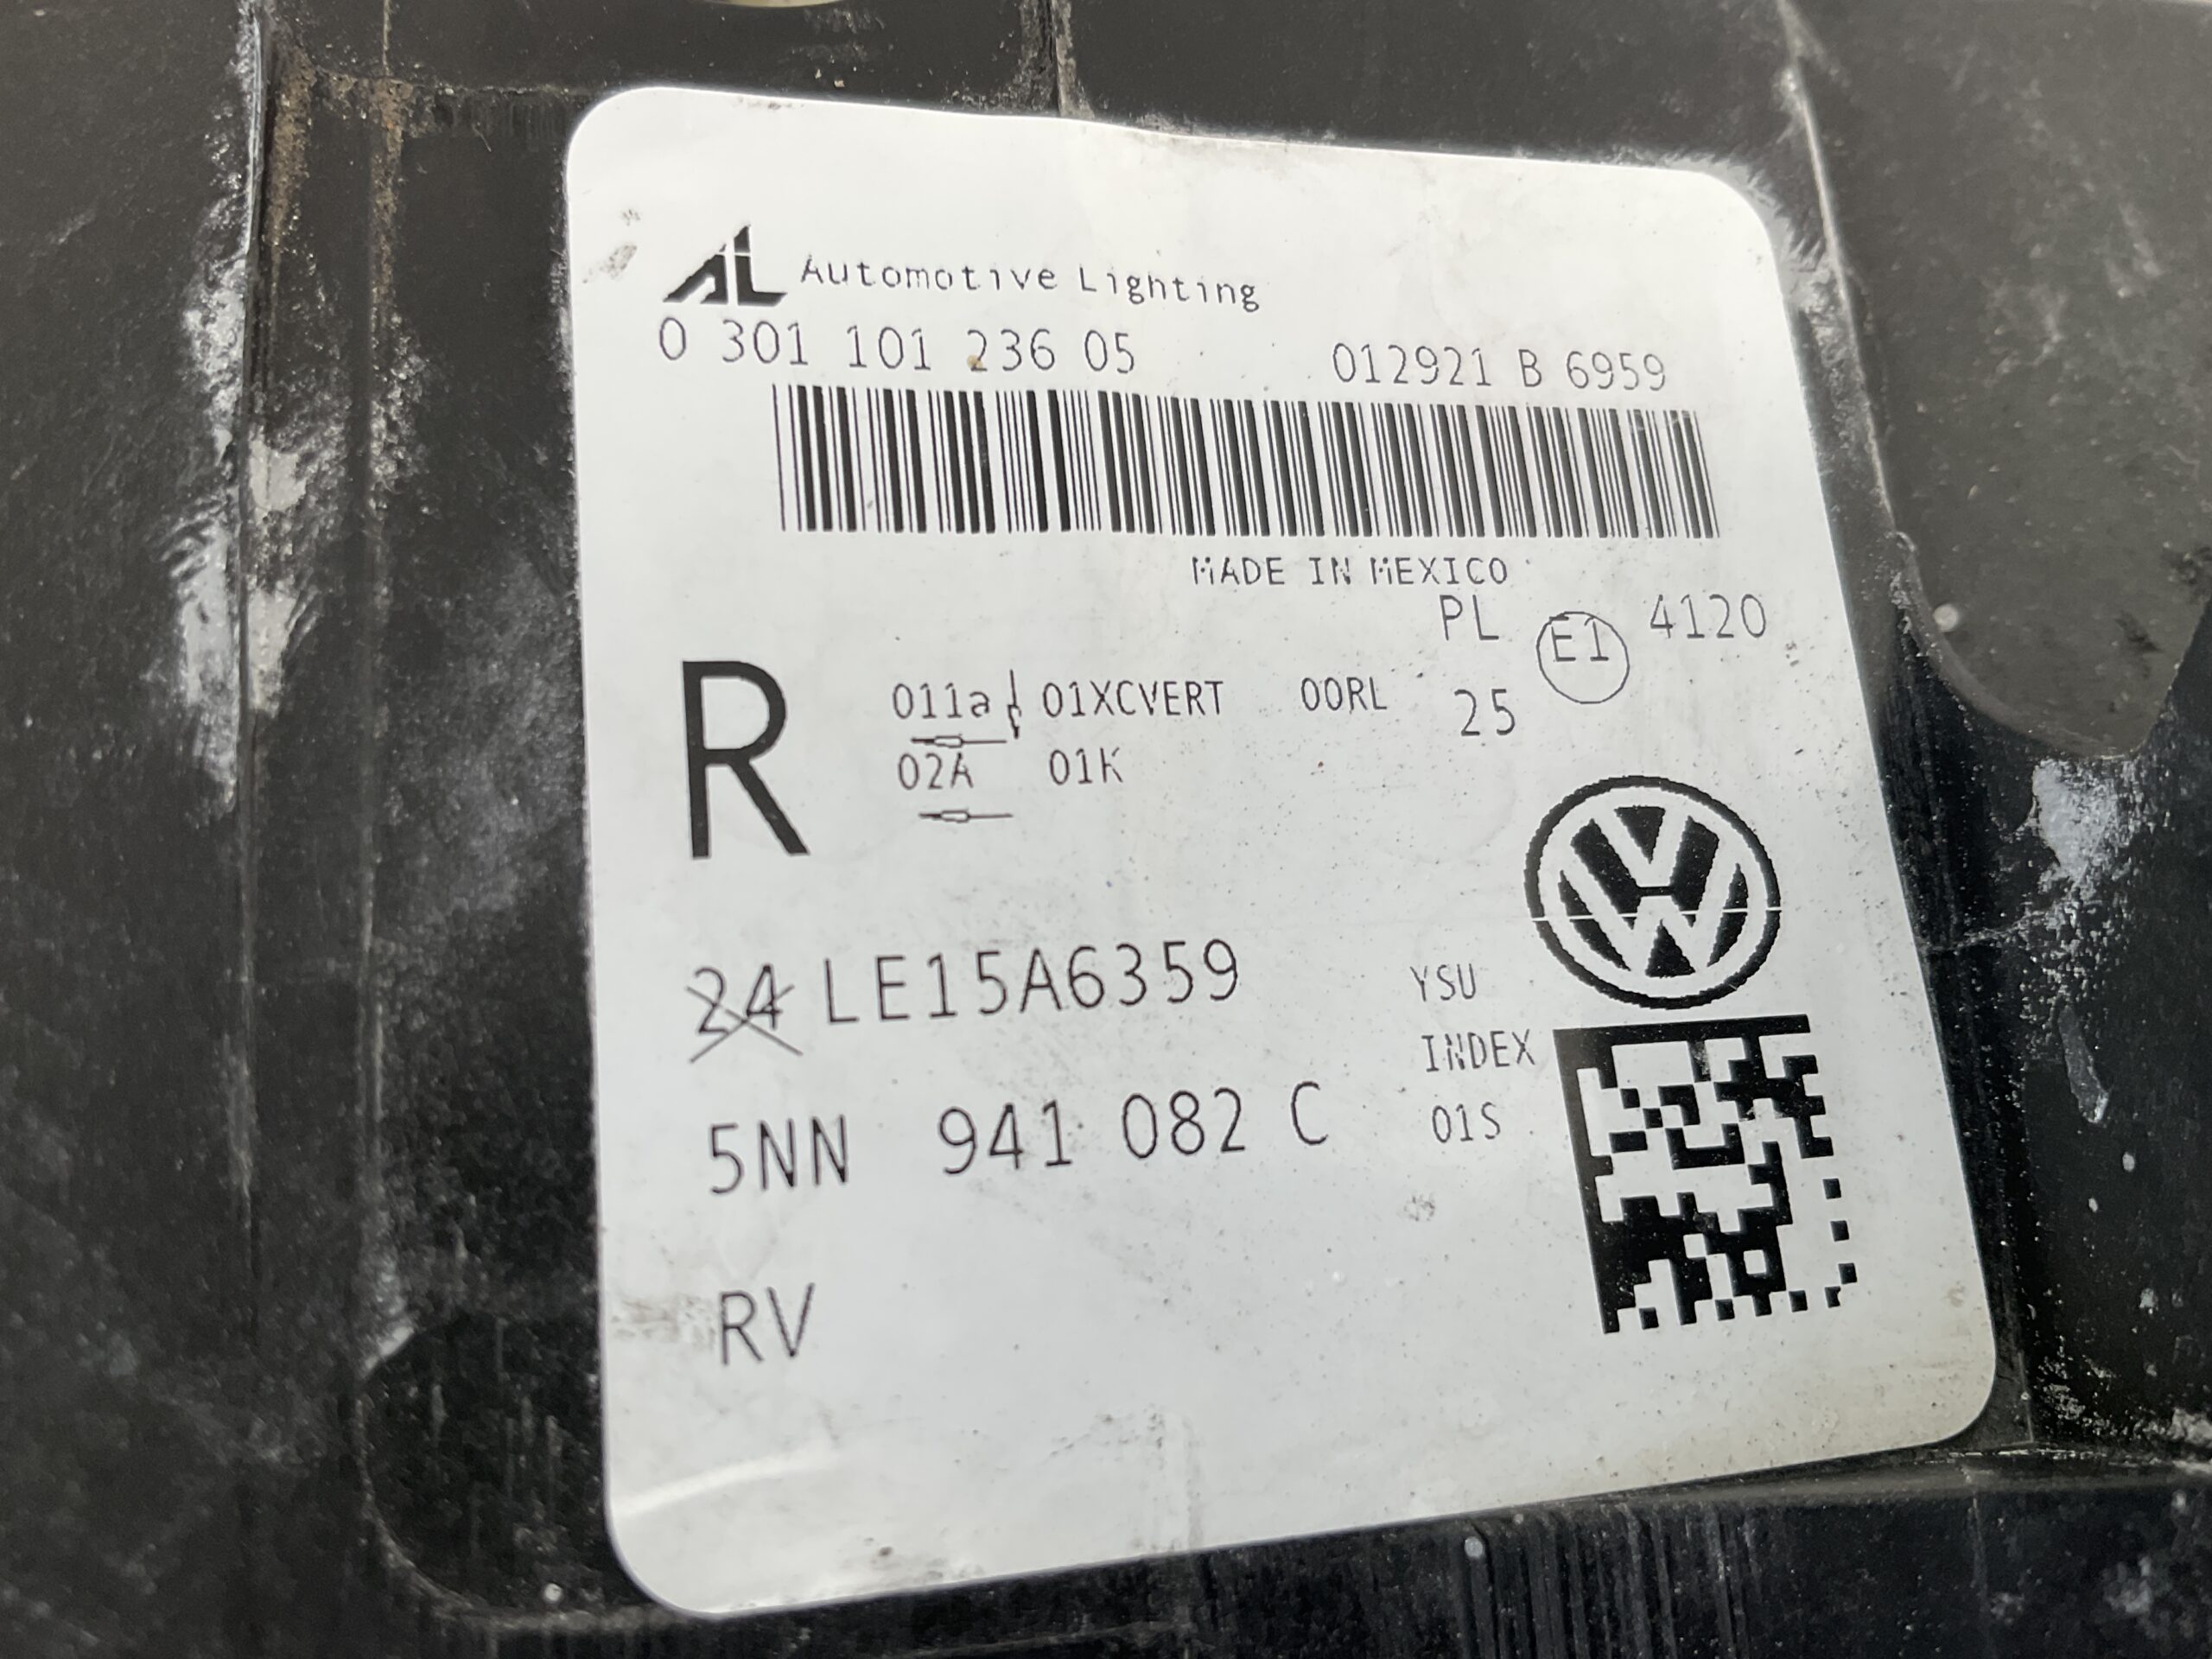 AL Automotive Lighting
0 301 101 236 05 012921 B 6959
MADE IN MEXICO
PL E1 4120
R 011a 01XCVERT 00RL 25
02A 01K
24 LE15A6359 YSU
INDEX
5NN 941 082 C 01S
RV